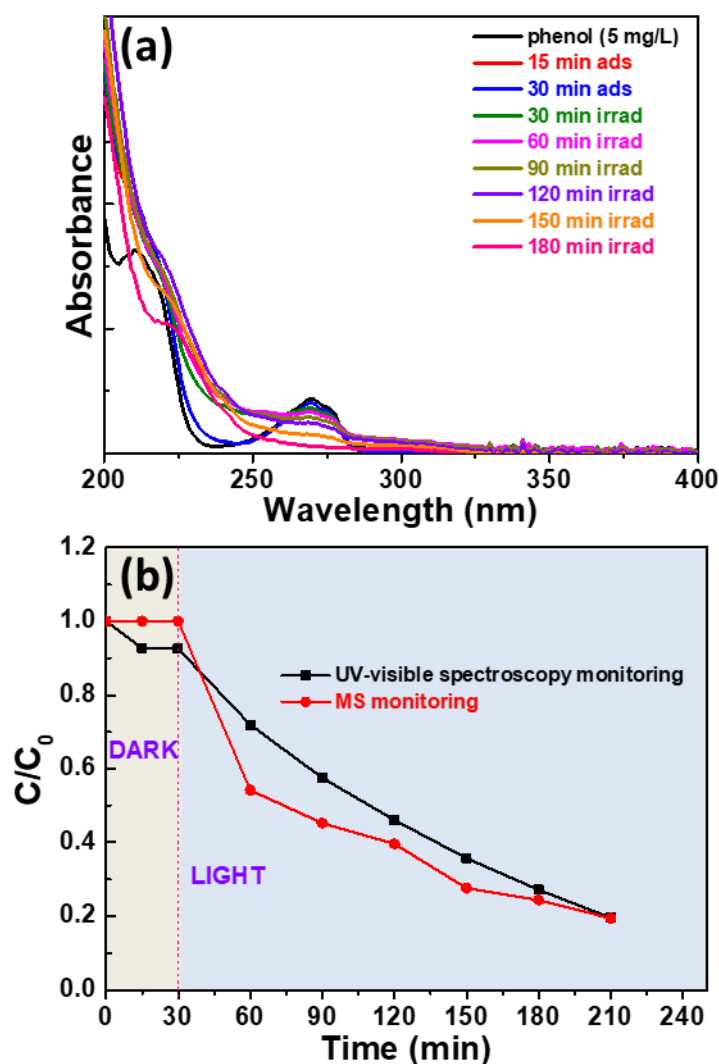 (a)
phenol (5 mg/L)
15 min ads
30 min ads
30 min irrad
60 min irrad
90 min irrad
120 min irrad
150 min irrad
180 min irrad
Absorbance
200 250 300 350 400
Wavelength (nm)
(b)
1.2
1.0
0.8
0.6
0.4
0.2
0.0
UV-visible spectroscopy monitoring
MS monitoring
DARK
LIGHT
C/C0
0 30 60 90 120 150 180 210 240
Time (min)